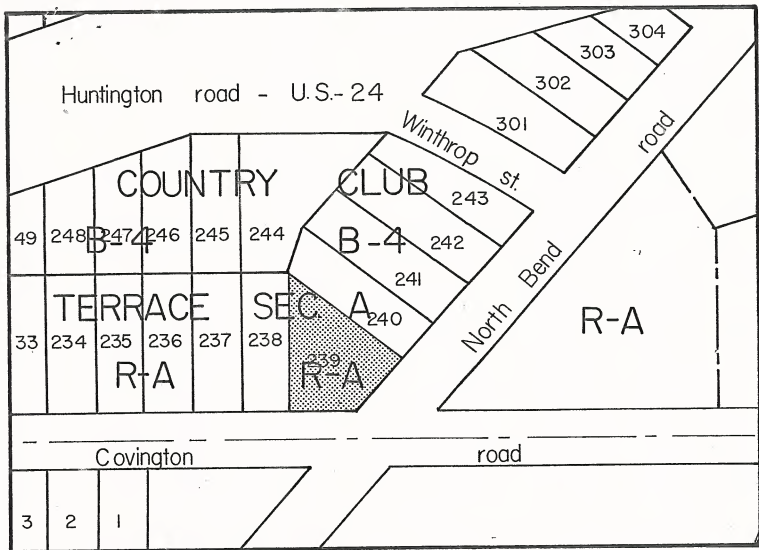 304
303
302
Huntington road - U.S.-24
301
Winthrop st.
road
COUNTRY CLUB
243
49 248 247 246 245 244
B-4 B-4
242
241
North Bend
TERRACE SEC A
240
R-A
33 234 235 236 237 238
239
R-A R-A
Covington road
3 2 1